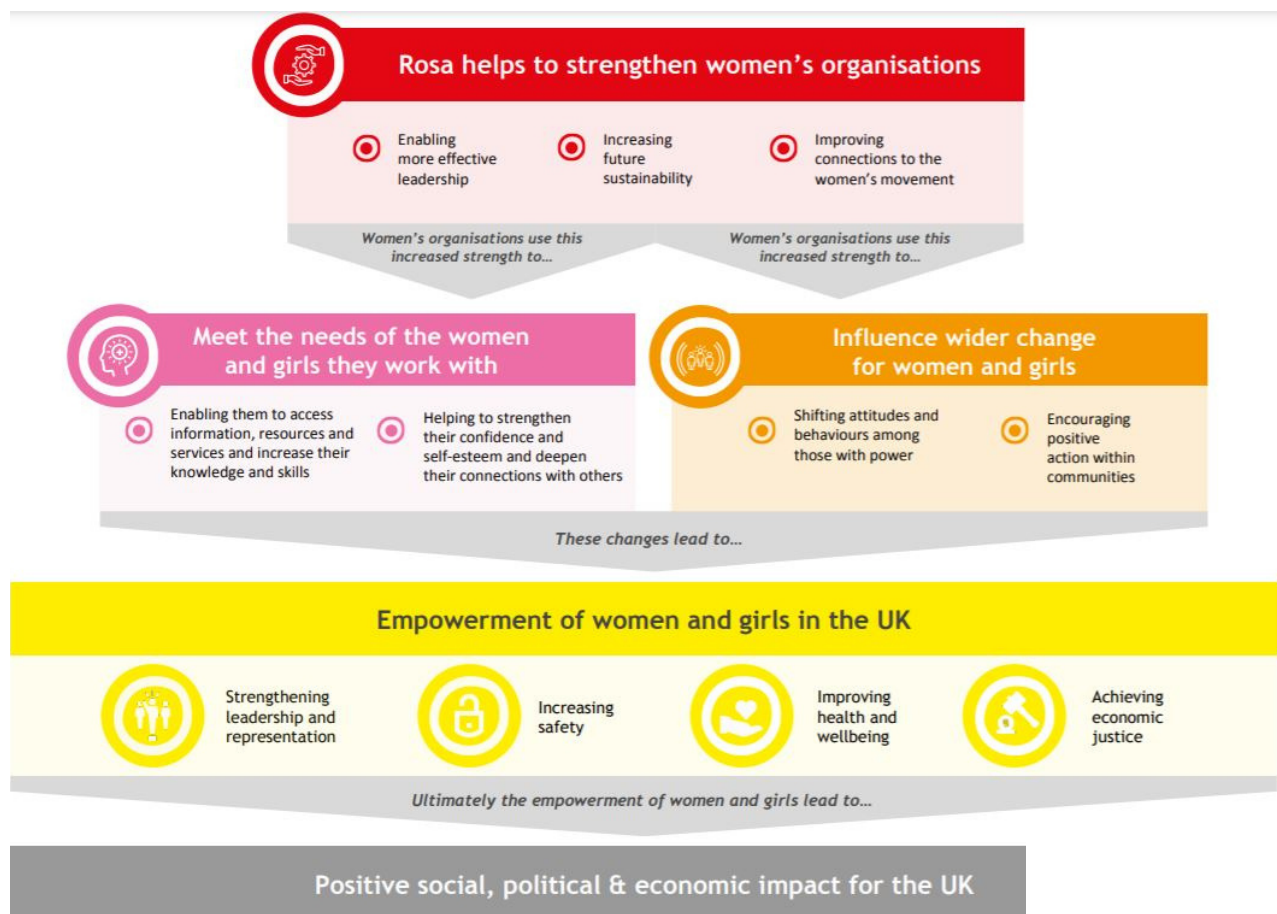 Rosa helps to strengthen women's organisations
Enabling
more effective
leadership
Increasing
future
sustainability
Improving
connections to the
women's movement
Women's organisations use this
increased strength to...
Women's organisations use this
increased strength to...
Meet the needs of the women
and girls they work with
Enabling them to access
information, resources and
services and increase their
knowledge and skills
Helping to strengthen
their confidence and
self-esteem and deepen
their connections with others
Influence wider change
for women and girls
Shifting attitudes and
behaviours among
those with power
Encouraging
positive
action within
communities
These changes lead to...
Empowerment of women and girls in the UK
Strengthening
leadership and
representation
Increasing
safety
Improving
health and
wellbeing
Achieving
economic
justice
Ultimately the empowerment of women and girls lead to...
Positive social, political & economic impact for the UK